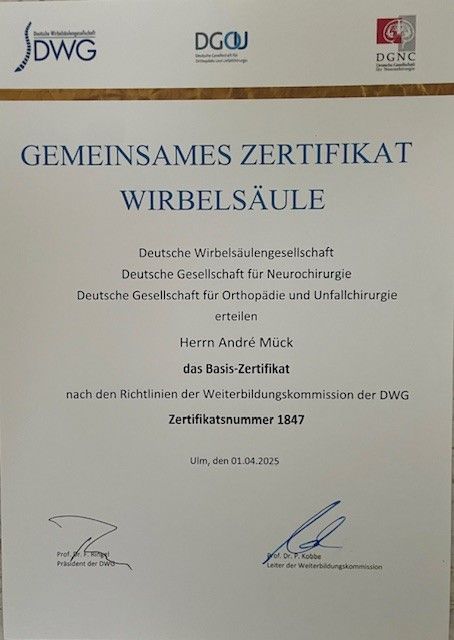 Deutsche Wirbelsäulengesellschaft
DWG
DGOU
Deutsche Gesellschaft für
Orthopädie und Unfallchirurgie
DGNC
Deutsche Gesellschaft
für Neurochirurgie
GEMEINSAMES ZERTIFIKAT
WIRBELSÄULE
Deutsche Wirbelsäulengesellschaft
Deutsche Gesellschaft für Neurochirurgie
Deutsche Gesellschaft für Orthopädie und Unfallchirurgie
erteilen
Herrn André Mück
das Basis-Zertifikat
nach den Richtlinien der Weiterbildungskommission der DWG
Zertifikatsnummer 1847
Ulm, den 01.04.2025
Prof. Dr. F. Ringel
Präsident der DWG
Prof. Dr. P. Kobbe
Leiter der Weiterbildungskommission